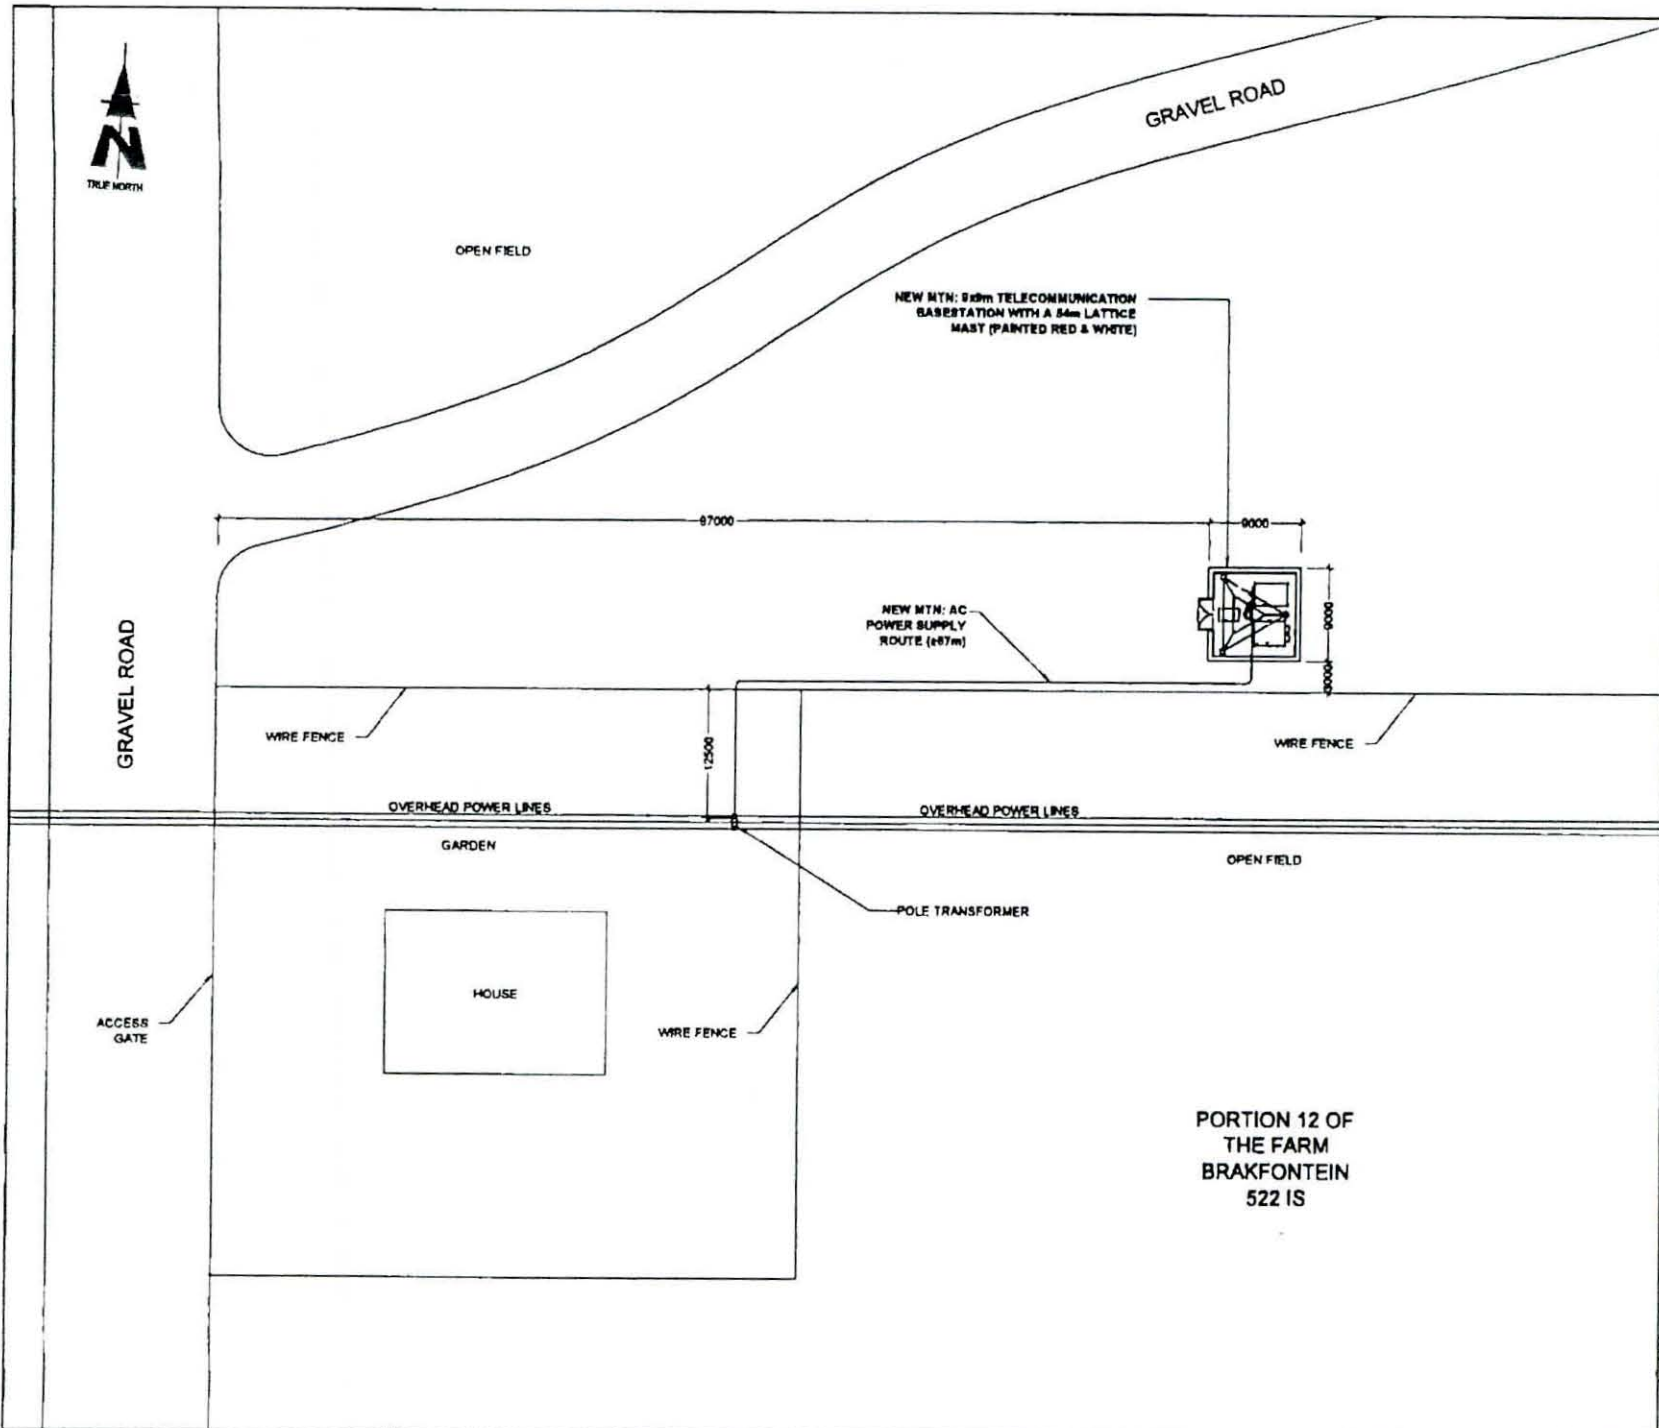 TRUE NORTH
GRAVEL ROAD
OPEN FIELD
NEW MTN: 9x9m TELECOMMUNICATION
BASESTATION WITH A 54m LATTICE
MAST (PAINTED RED & WHITE)
97000
9000
NEW MTN: AC
POWER SUPPLY
ROUTE (±67m)
9000
3000
GRAVEL ROAD
WIRE FENCE
12500
WIRE FENCE
OVERHEAD POWER LINES
OVERHEAD POWER LINES
GARDEN
OPEN FIELD
POLE TRANSFORMER
HOUSE
ACCESS
GATE
WIRE FENCE
PORTION 12 OF
THE FARM
BRAKFONTEIN
522 IS